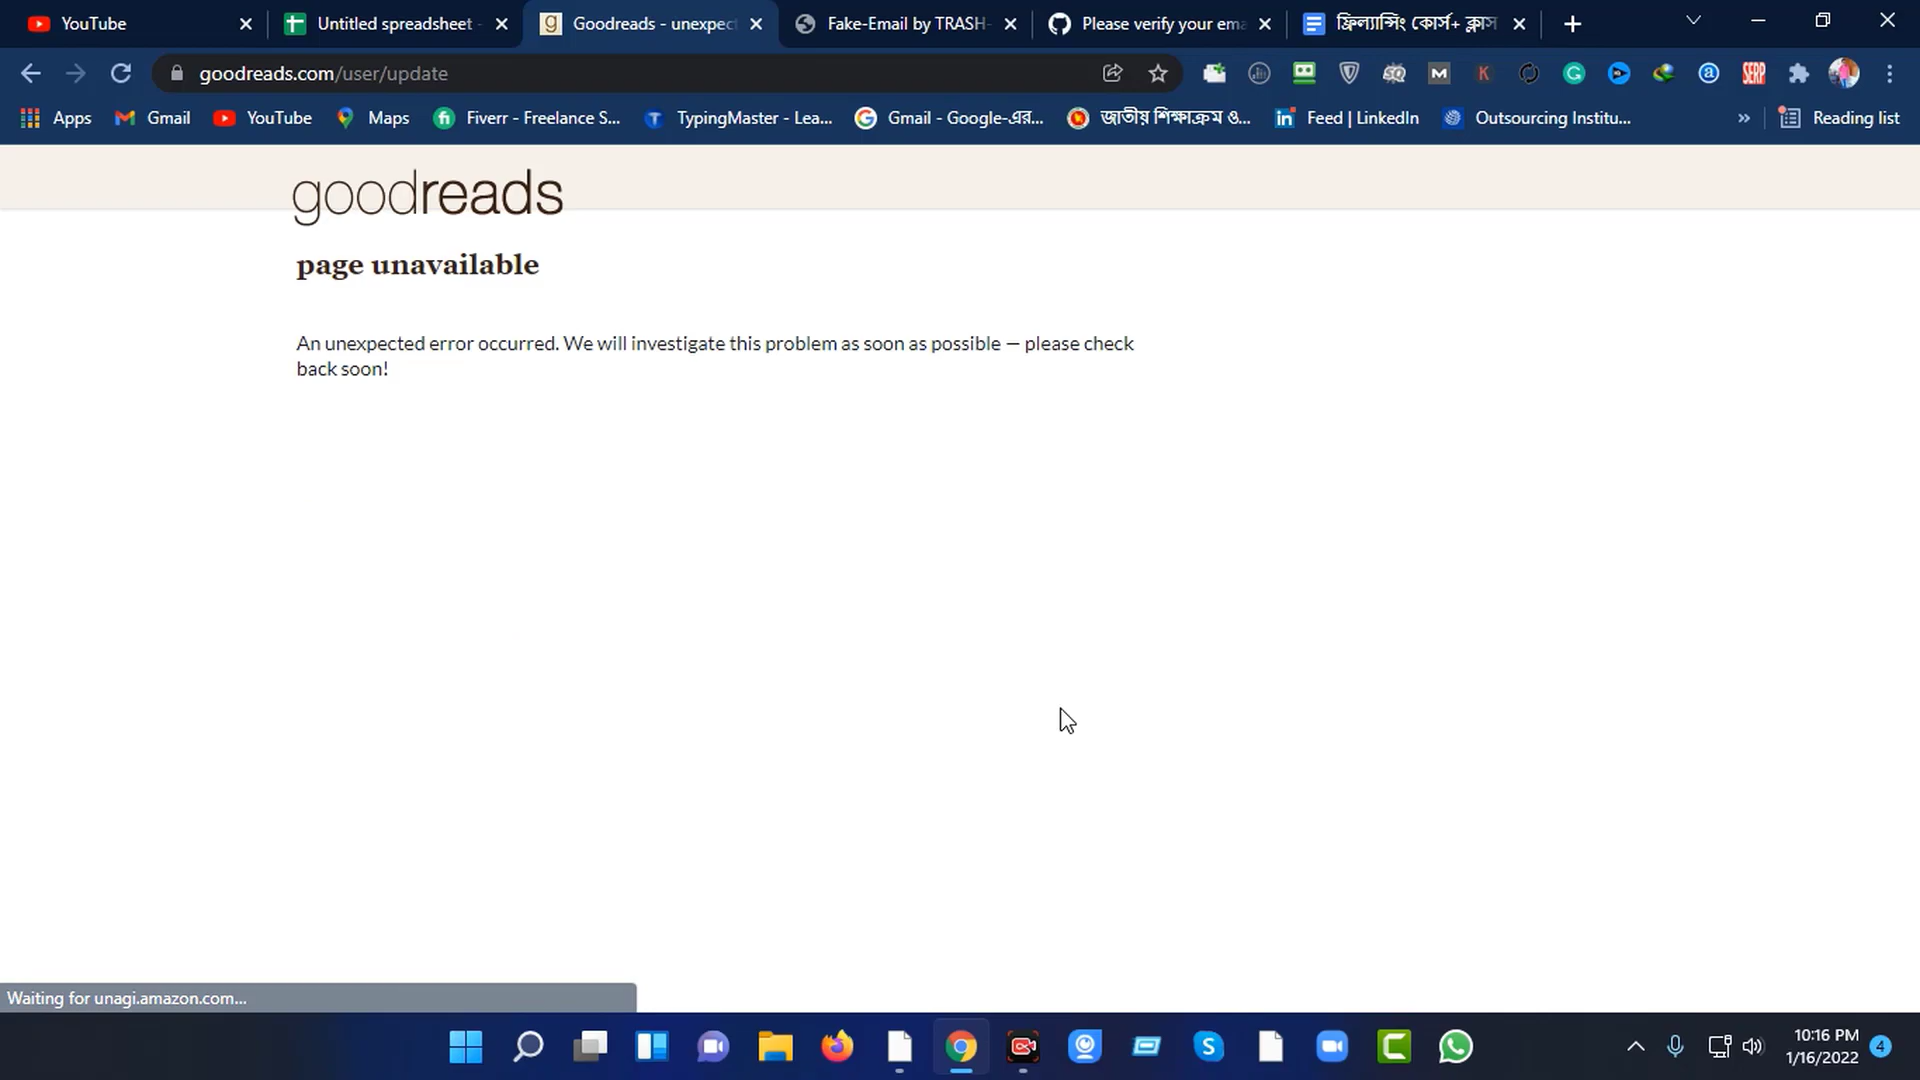 YouTube
Untitled spreadsheet -
Goodreads - unexpect
Fake-Email by TRASH-
Please verify your ema
ফ্রিল্যান্সিং কোর্স+ ক্লাস
goodreads.com/user/update
Apps
Gmail
YouTube
Maps
Fiverr - Freelance S...
TypingMaster - Lea...
Gmail - Google-এর...
জাতীয় শিক্ষাক্রম ও...
Feed | LinkedIn
Outsourcing Institu...
»
Reading list
goodreads
page unavailable
An unexpected error occurred. We will investigate this problem as soon as possible — please check
back soon!
Waiting for unagi.amazon.com...
10:16 PM
1/16/2022
4